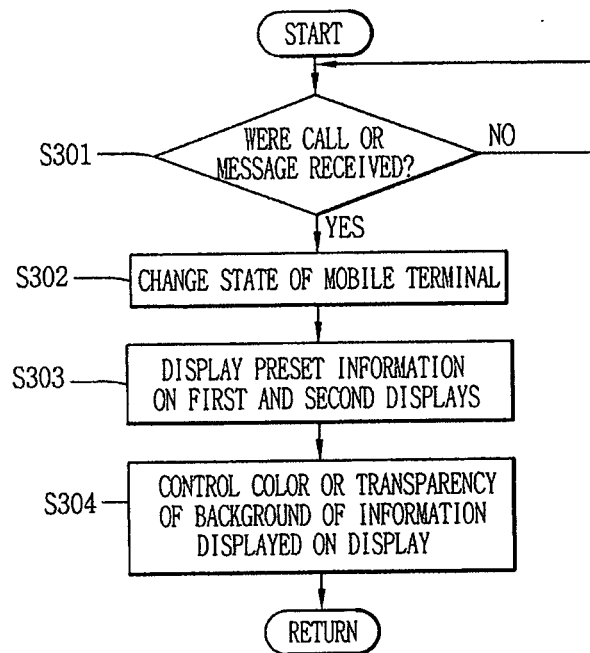 START
WERE CALL OR
MESSAGE RECEIVED?
NO
S301
YES
S302
CHANGE STATE OF MOBILE TERMINAL
S303
DISPLAY PRESET INFORMATION
ON FIRST AND SECOND DISPLAYS
S304
CONTROL COLOR OR TRANSPARENCY
OF BACKGROUND OF INFORMATION
DISPLAYED ON DISPLAY
RETURN